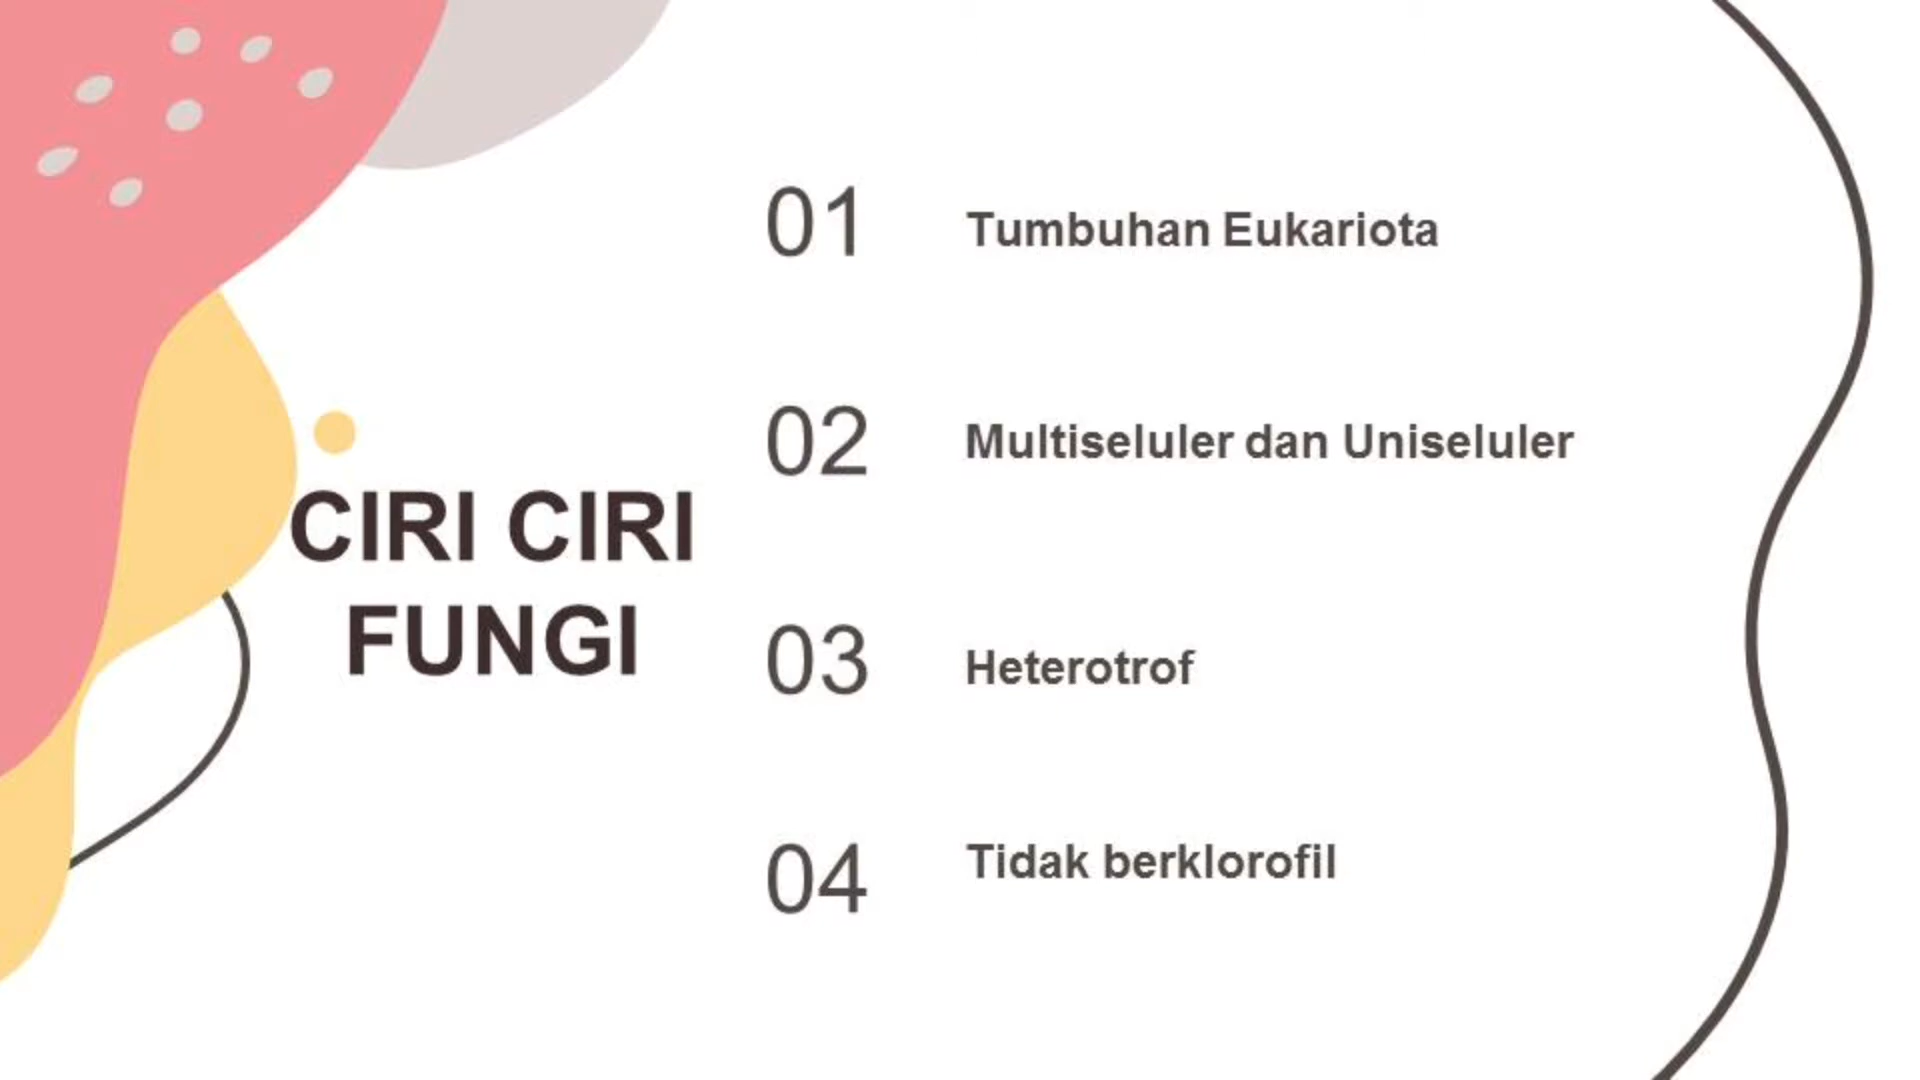 CIRI CIRI
FUNGI
01
Tumbuhan Eukariota
02
Multiseluler dan Uniseluler
03
Heterotrof
04
Tidak berklorofil